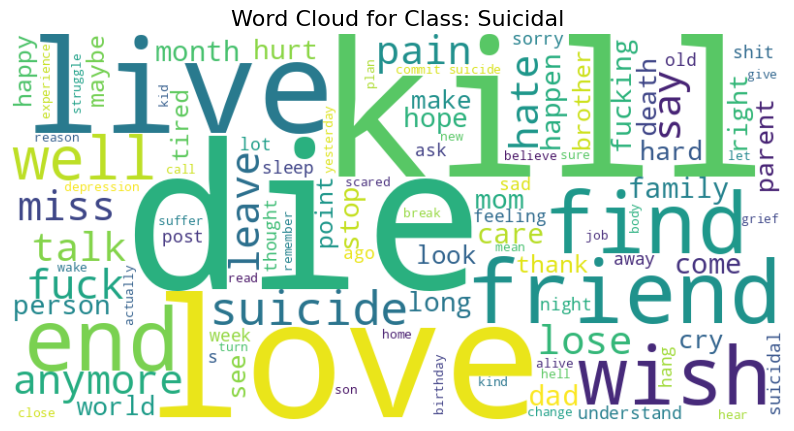 Word Cloud for Class: Suicidal
live
kill
die
love
happy
experience
struggle
maybe
month
hurt
kid
tired
plan
pain
commit suicide
make
hope
ask
new
sorry
hate
happen
believe
sure
brother
fucking
death
old
say
hard
shit
give
right
let
parent
reason
well
depression
call
lot
sleep
yesterday
scared
miss
suffer
post
leave
thought
remember
read
point
stop
ago
break
mom
feeling
sad
care
look
mean
find
family
body
grief
job
away
come
talk
wake
fuck
person
actually
suicide
long
friend
thank
night
end
anymore
world
close
s
week
turn
see
son
home
birthday
lose
cry
suicidal
alive
hell
kind
dad
change
hang
wish
understand
hear